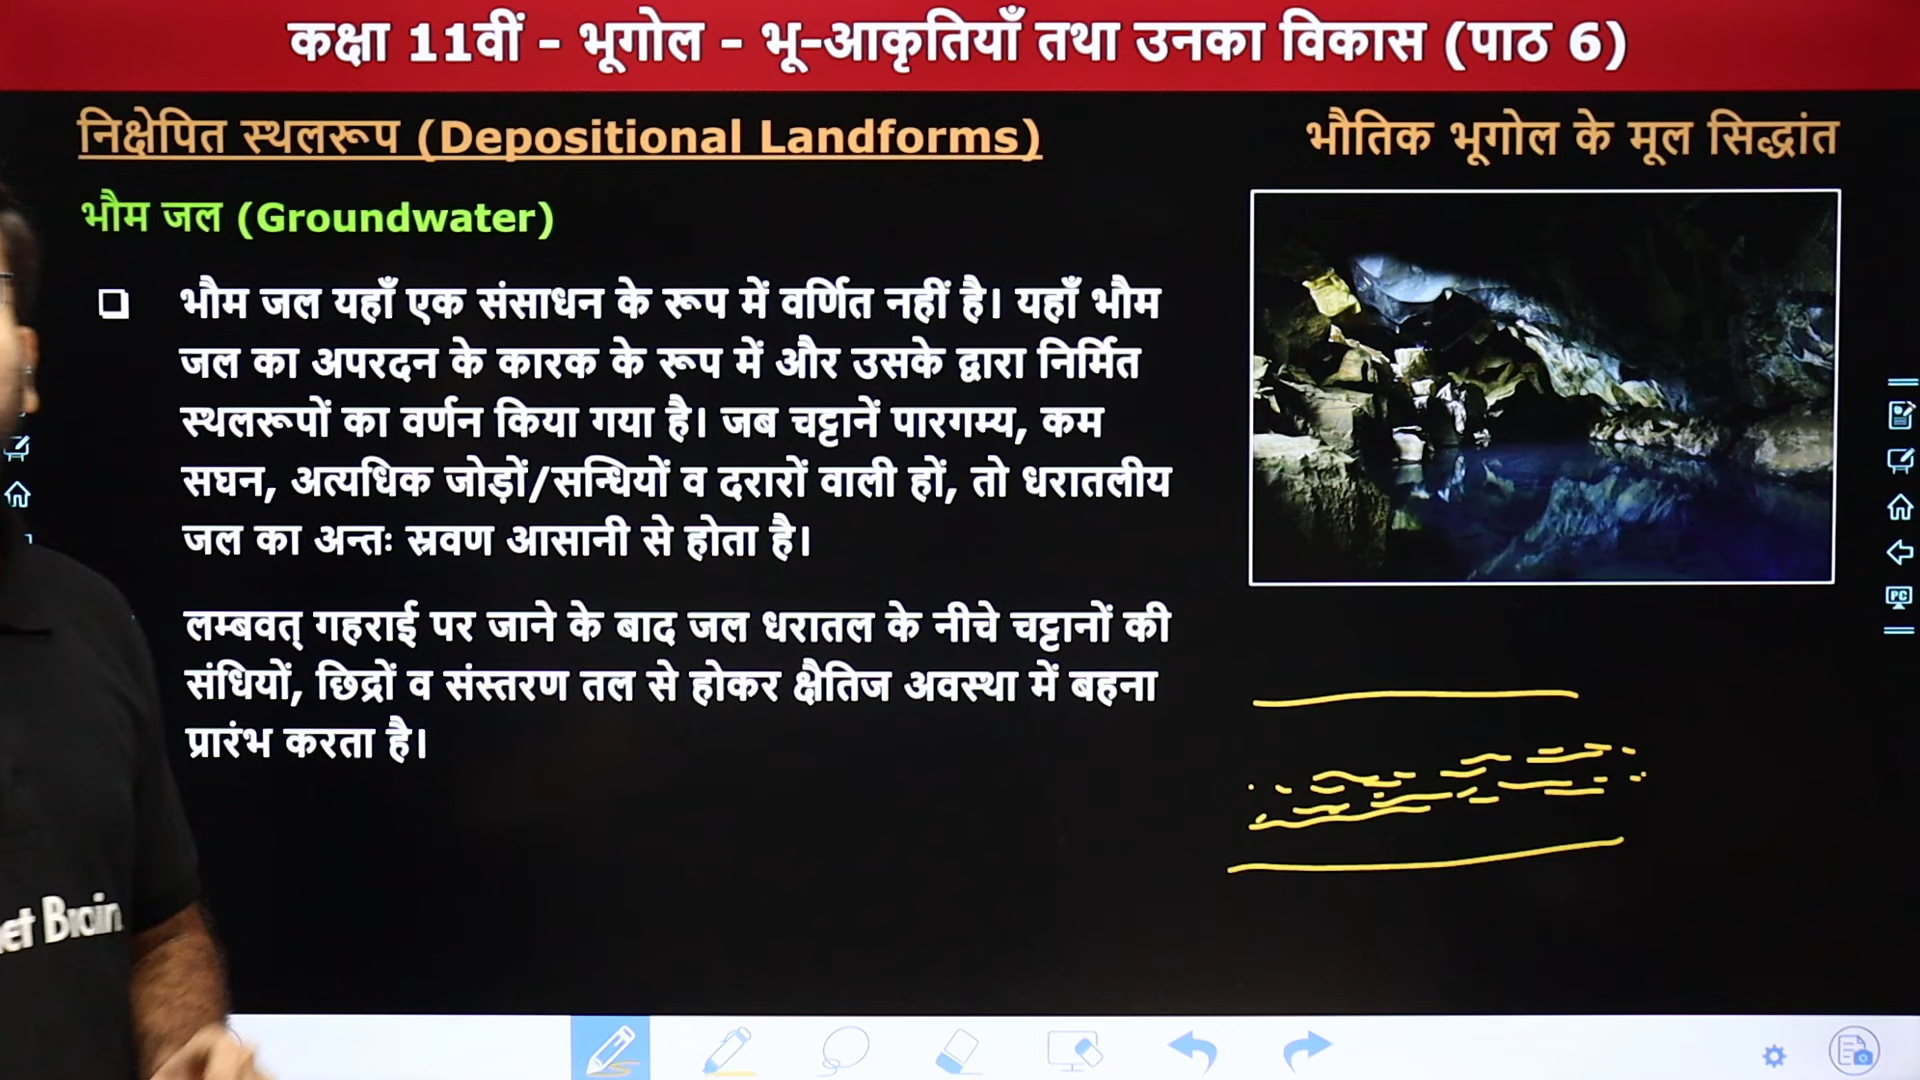 कक्षा 11वीं - भूगोल - भू-आकृतियाँ तथा उनका विकास (पाठ 6)
निक्षेपित स्थलरूप (Depositional Landforms)
भौतिक भूगोल के मूल सिद्धांत
भौम जल (Groundwater)
भौम जल यहाँ एक संसाधन के रूप में वर्णित नहीं है। यहाँ भौम
जल का अपरदन के कारक के रूप में और उसके द्वारा निर्मित
स्थलरूपों का वर्णन किया गया है। जब चट्टानें पारगम्य, कम
सघन, अत्यधिक जोड़ों/सन्धियों व दरारों वाली हों, तो धरातलीय
जल का अन्तः स्रवण आसानी से होता है।
लम्बवत् गहराई पर जाने के बाद जल धरातल के नीचे चट्टानों की
संधियों, छिद्रों व संस्तरण तल से होकर क्षैतिज अवस्था में बहना
प्रारंभ करता है।
PC
et Brain